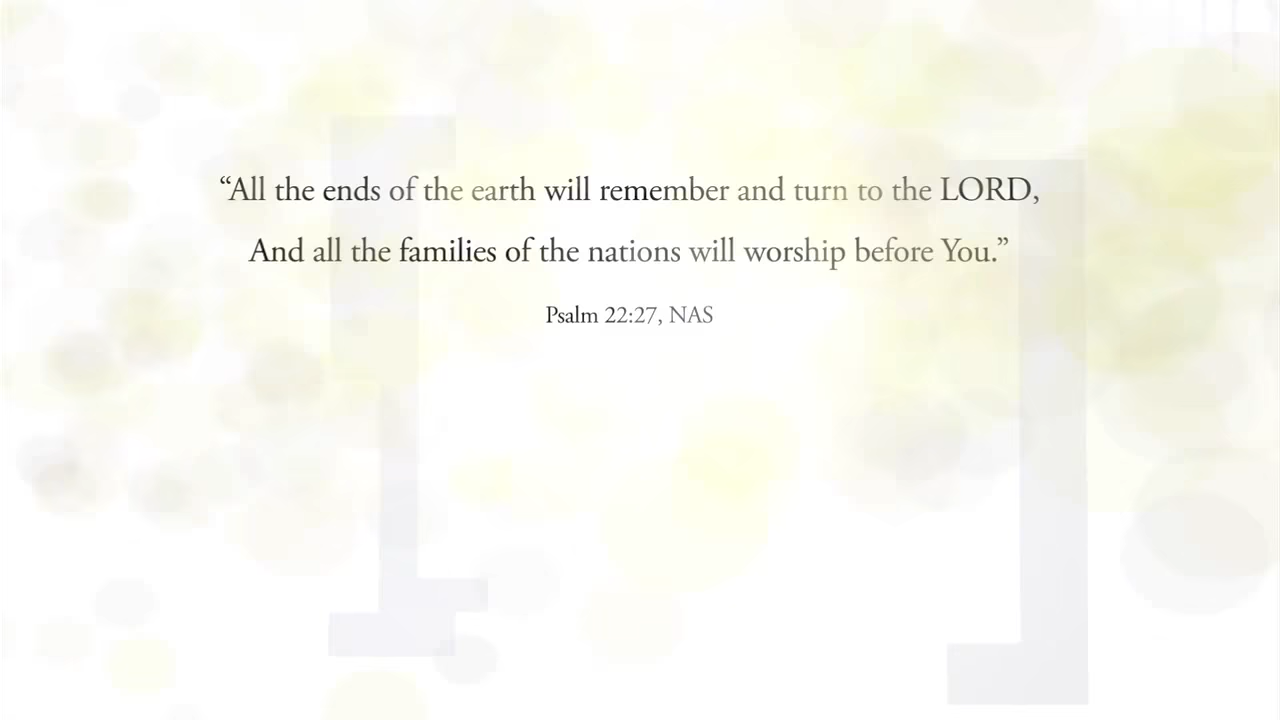 “All the ends of the earth will remember and turn to the LORD,
And all the families of the nations will worship before You.”
Psalm 22:27, NAS